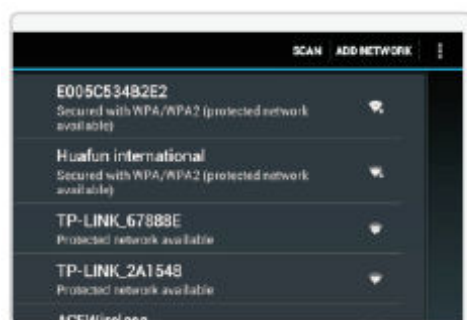 SCAN ADD NETWORK
E005C534B2E2
Secured with WPA/WPA2 (protected network
available)
Huafun international
Secured with WPA/WPA2 (protected network
available)
TP-LINK_67888E
Protected network available
TP-LINK_2A1548
Protected network available